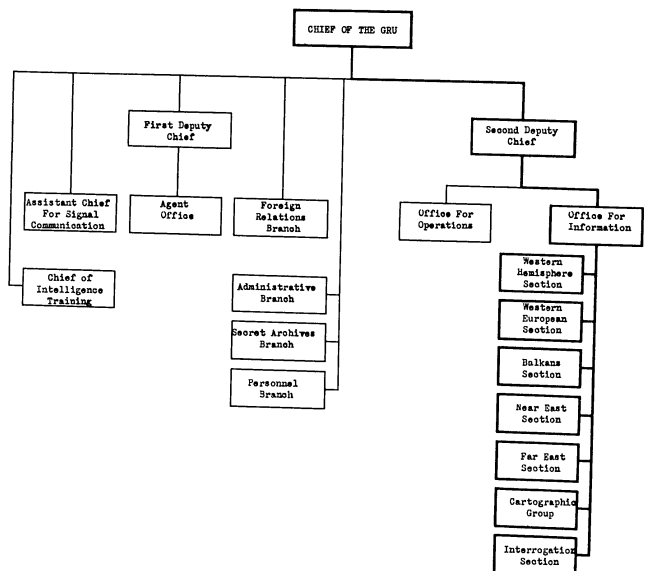 CHIEF OF THE GRU
First Deputy
Chief
Second Deputy
Chief
Assistant Chief
For Signal
Communication
Agent
Office
Foreign
Relations
Branch
Office For
Operations
Office For
Information
Chief of
Intelligence
Training
Administrative
Branch
Secret Archives
Branch
Personnel
Branch
Western
Hemisphere
Section
Western
European
Section
Balkans
Section
Near East
Section
Far East
Section
Cartographic
Group
Interrogation
Section